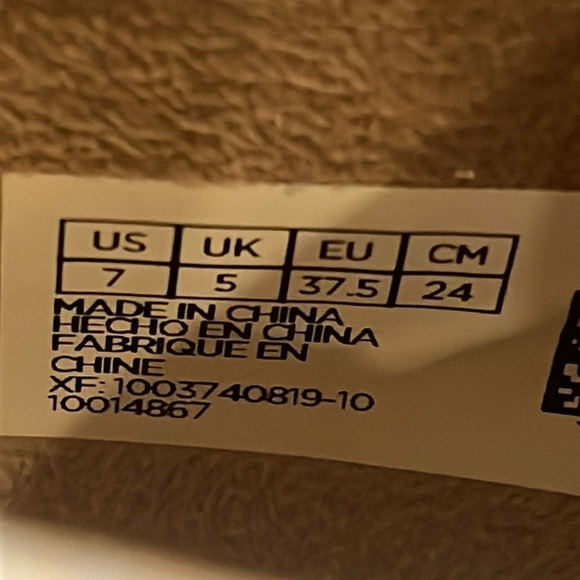 US UK EU CM
7 5 37.5 24
MADE IN CHINA
HECHO EN CHINA
FABRIQUE EN
CHINE
XF: 1003740819-10
10014867